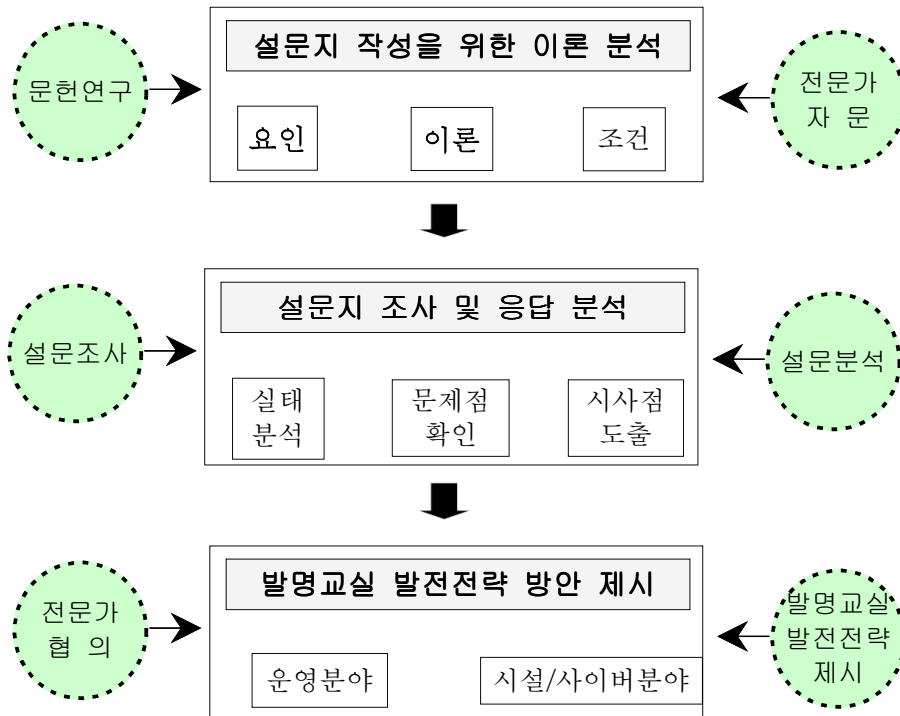 설문지 작성을 위한 이론 분석
문헌연구
전문가
자 문
요인
이론
조건
설문지 조사 및 응답 분석
설문조사
설문분석
실태
분석
문제점
확인
시사점
도출
발명교실 발전전략 방안 제시
전문가
협 의
발명교실
발전전략
제시
운영분야
시설/사이버분야